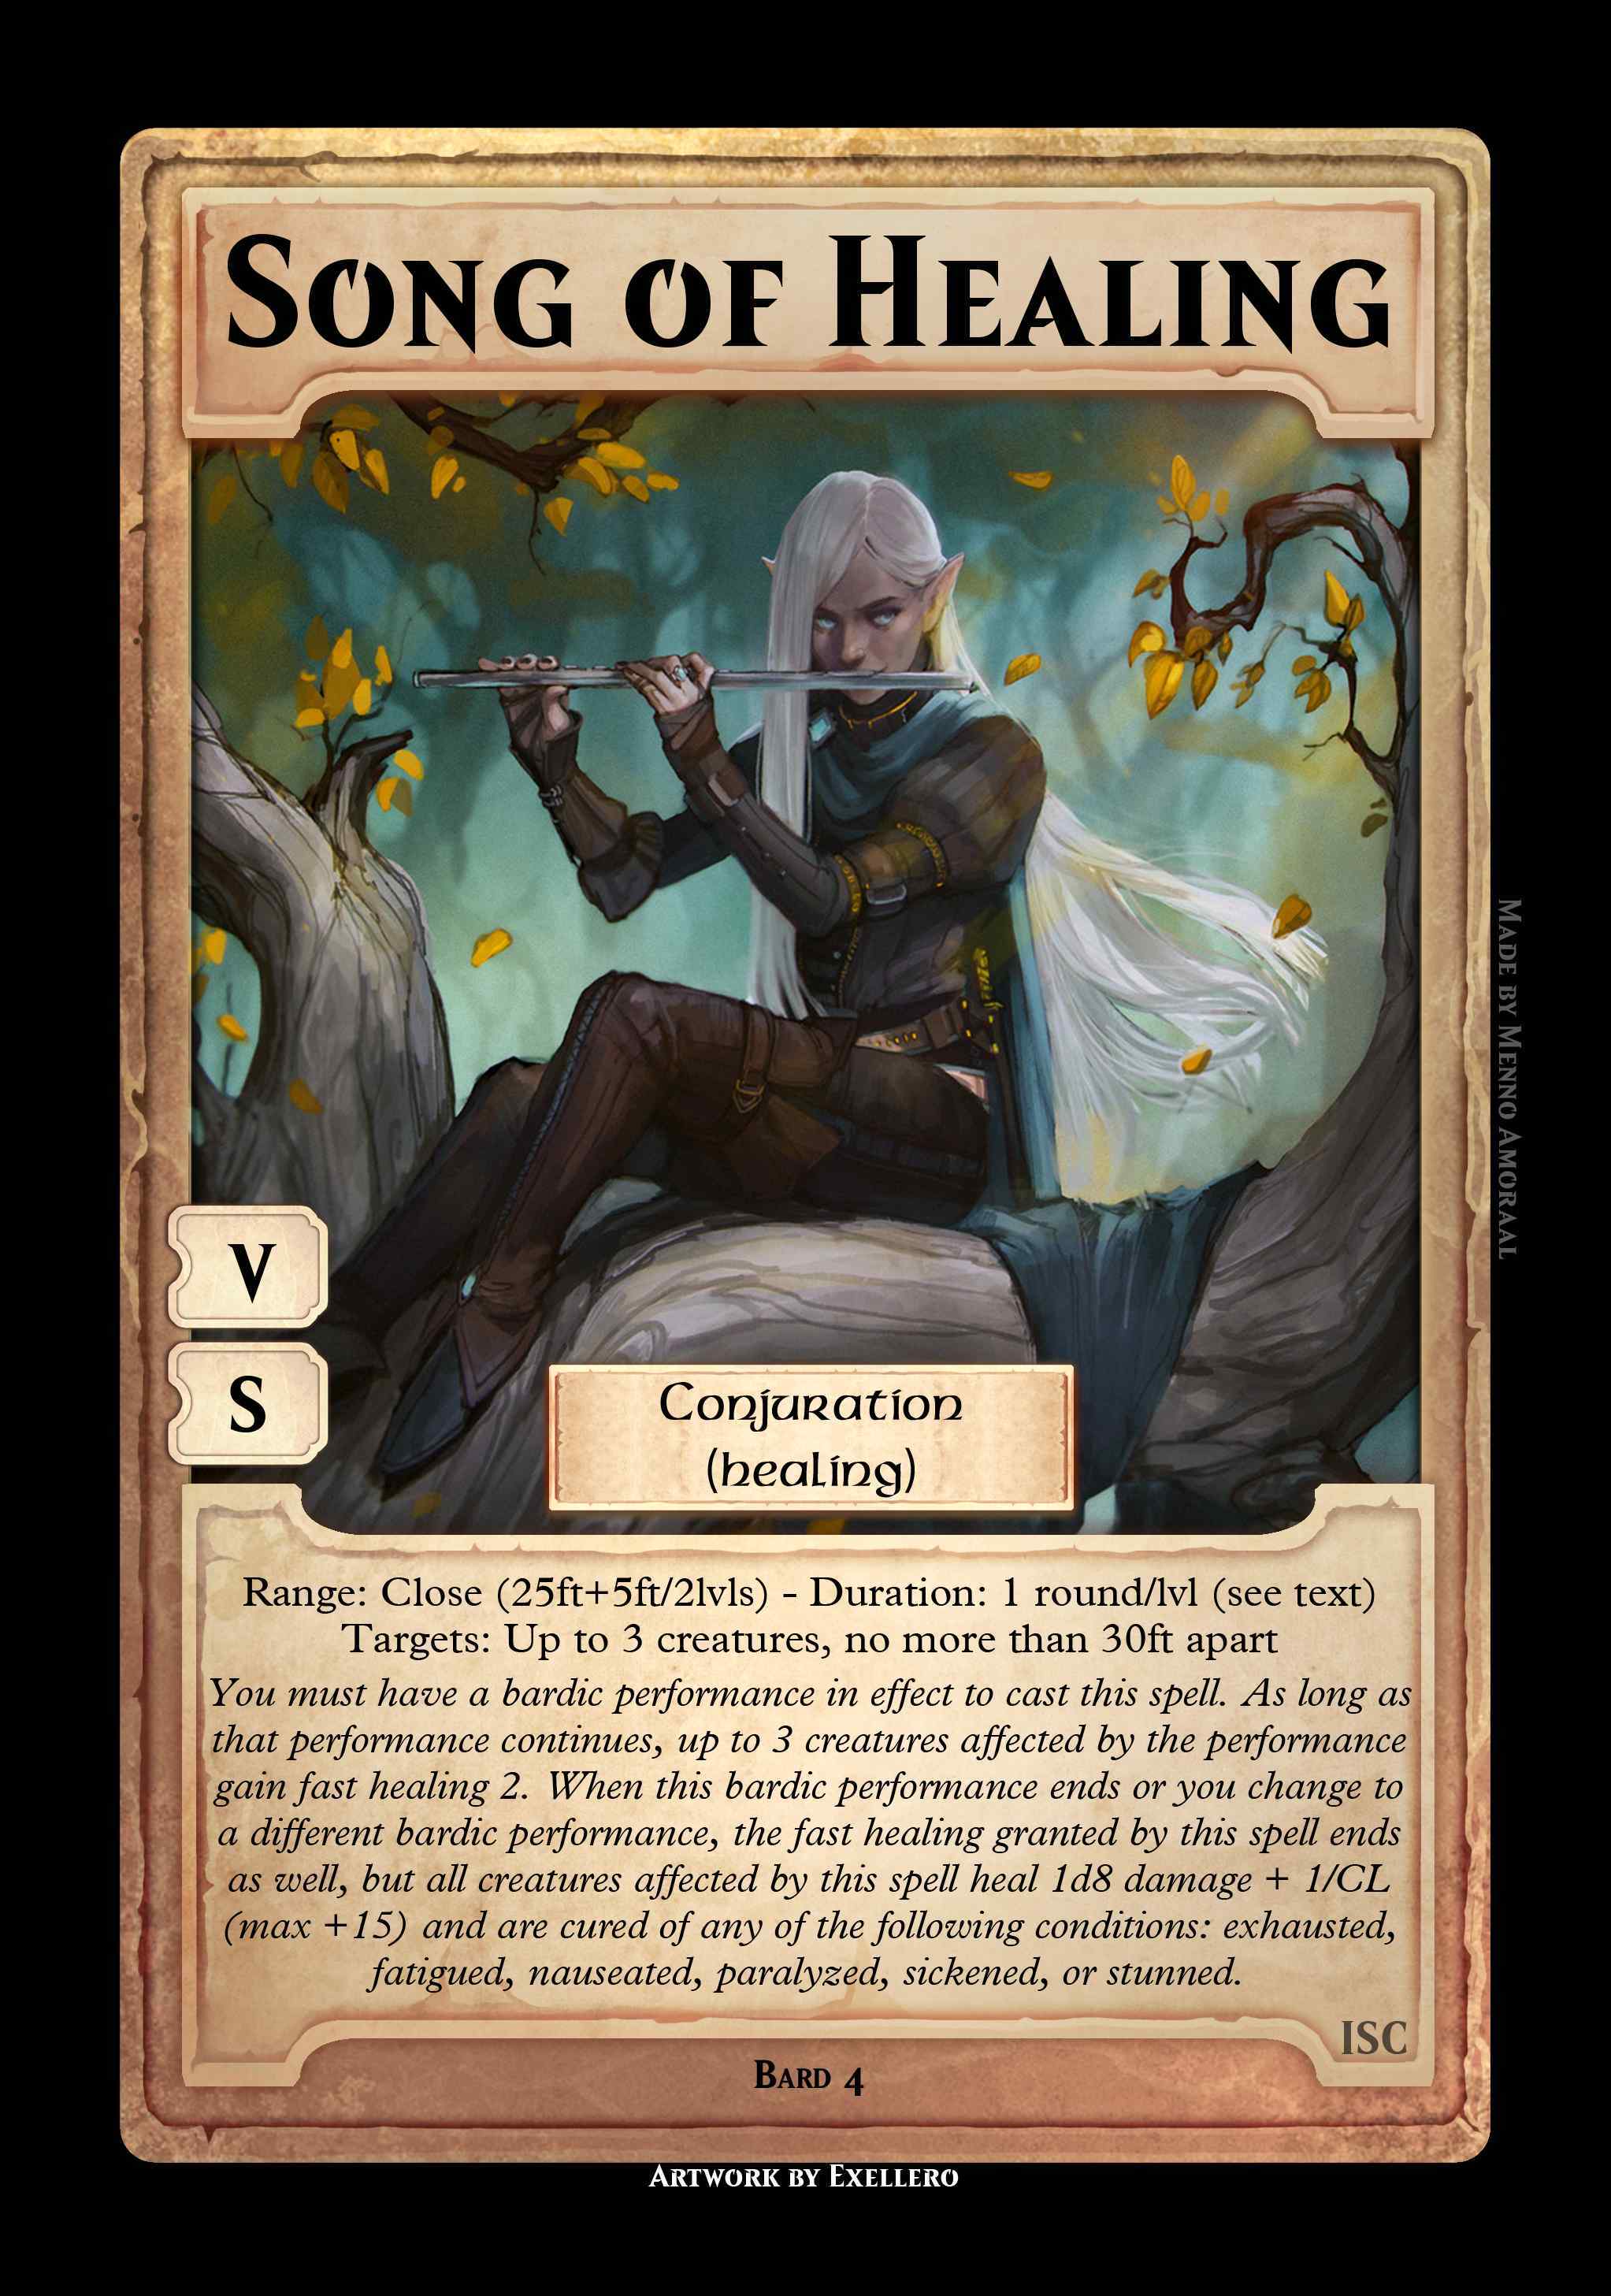 Song of Healing
V
S
Conjuration
(healing)
Range: Close (25ft+5ft/2lvls) - Duration: 1 round/lvl (see text)
Targets: Up to 3 creatures, no more than 30ft apart
You must have a bardic performance in effect to cast this spell. As long as
that performance continues, up to 3 creatures affected by the performance
gain fast healing 2. When this bardic performance ends or you change to
a different bardic performance, the fast healing granted by this spell ends
as well, but all creatures affected by this spell heal 1d8 damage + 1/CL
(max +15) and are cured of any of the following conditions: exhausted,
fatigued, nauseated, paralyzed, sickened, or stunned.
ISC
Bard 4
Artwork by Exellero
Made by Menno Amoraal